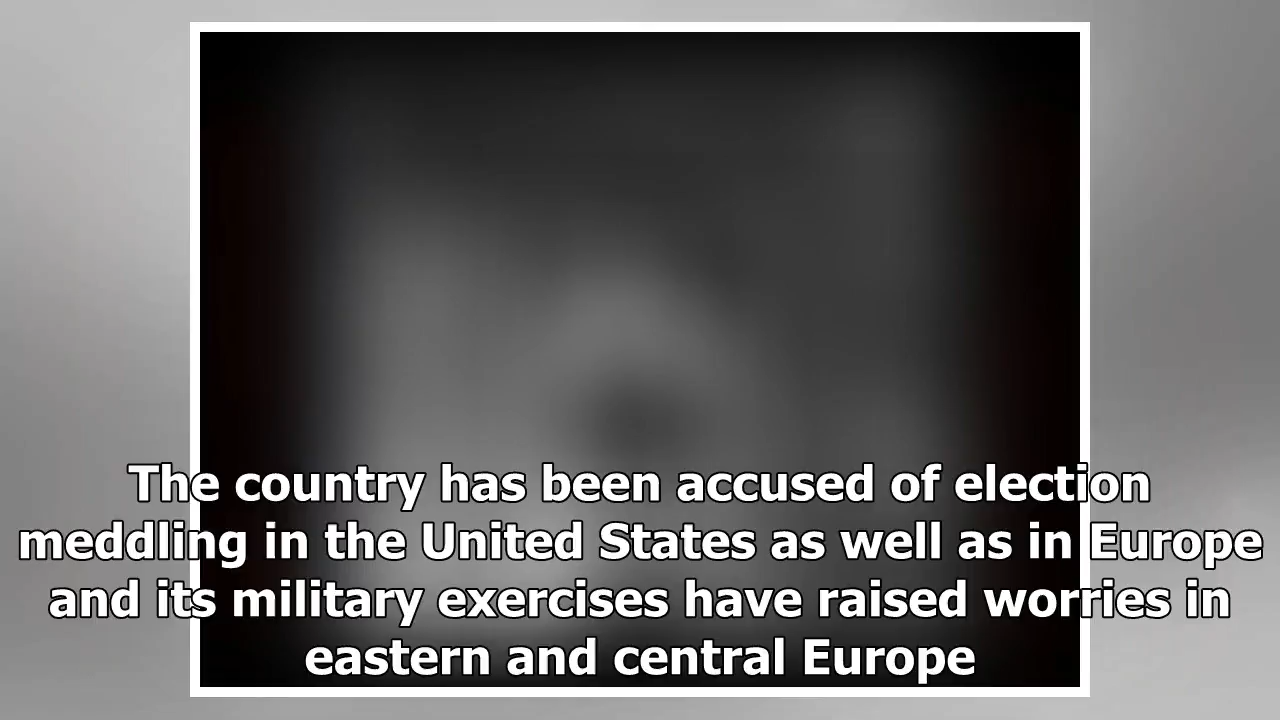 The country has been accused of election
meddling in the United States as well as in Europe
and its military exercises have raised worries in
eastern and central Europe